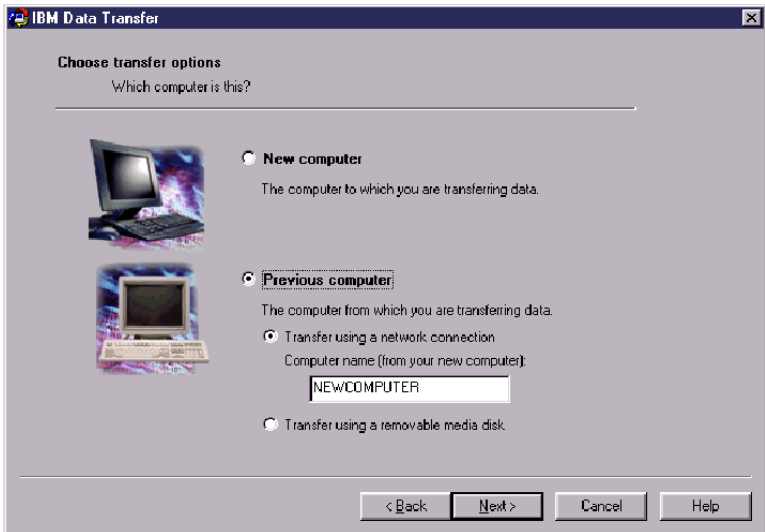 IBM Data Transfer
Choose transfer options
Which computer is this?
New computer
The computer to which you are transferring data.
Previous computer
The computer from which you are transferring data.
Transfer using a network connection
Computer name (from your new computer):
NEWCOMPUTER
Transfer using a removable media disk.
< Back Next > Cancel Help